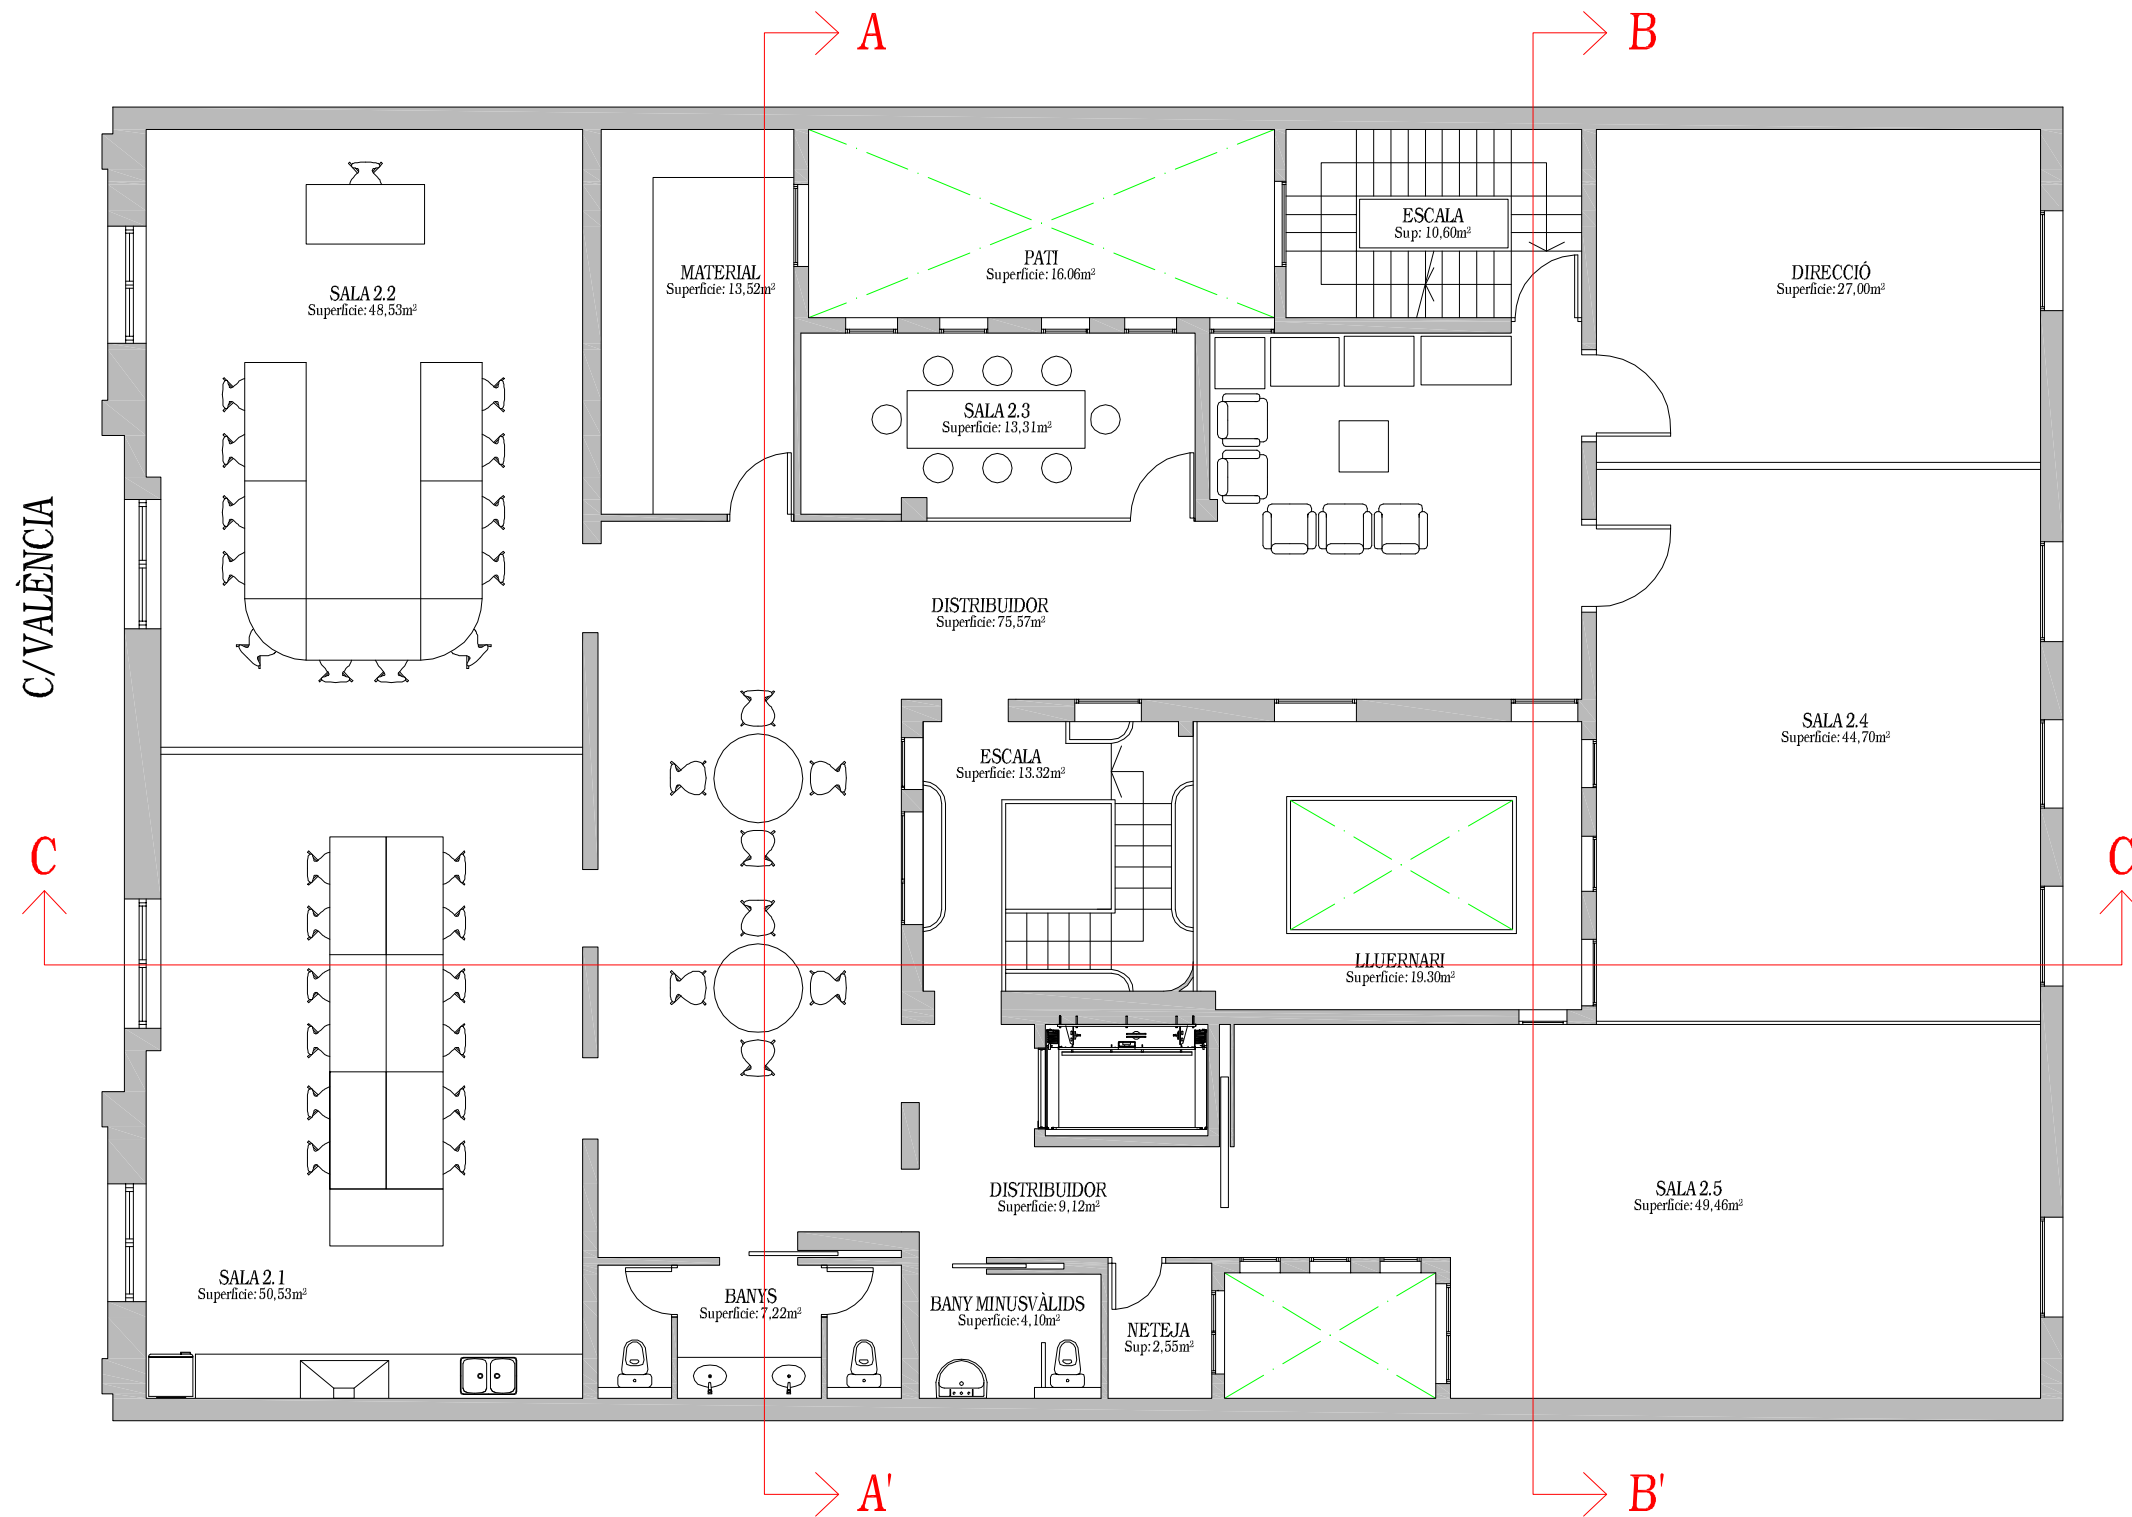 A
B
ESCALA
Sup: 10,60m²
PATI
Superficie: 16.06m²
MATERIAL
Superficie: 13,52m²
DIRECCIÓ
Superficie: 27,00m²
SALA 2.2
Superficie: 48,53m²
SALA 2.3
Superficie: 13,31m²
C/VALÈNCIA
DISTRIBUIDOR
Superficie: 75,57m²
SALA 2.4
Superficie: 44,70m²
ESCALA
Superficie: 13.32m²
C
C
LLUERNARI
Superficie: 19.30m²
DISTRIBUIDOR
Superficie: 9,12m²
SALA 2.5
Superficie: 49,46m²
SALA 2.1
Superficie: 50,53m²
BANYS
Superficie: 7,22m²
BANY MINUSVÀLIDS
Superficie: 4,10m²
NETEJA
Sup: 2,55m²
A'
B'